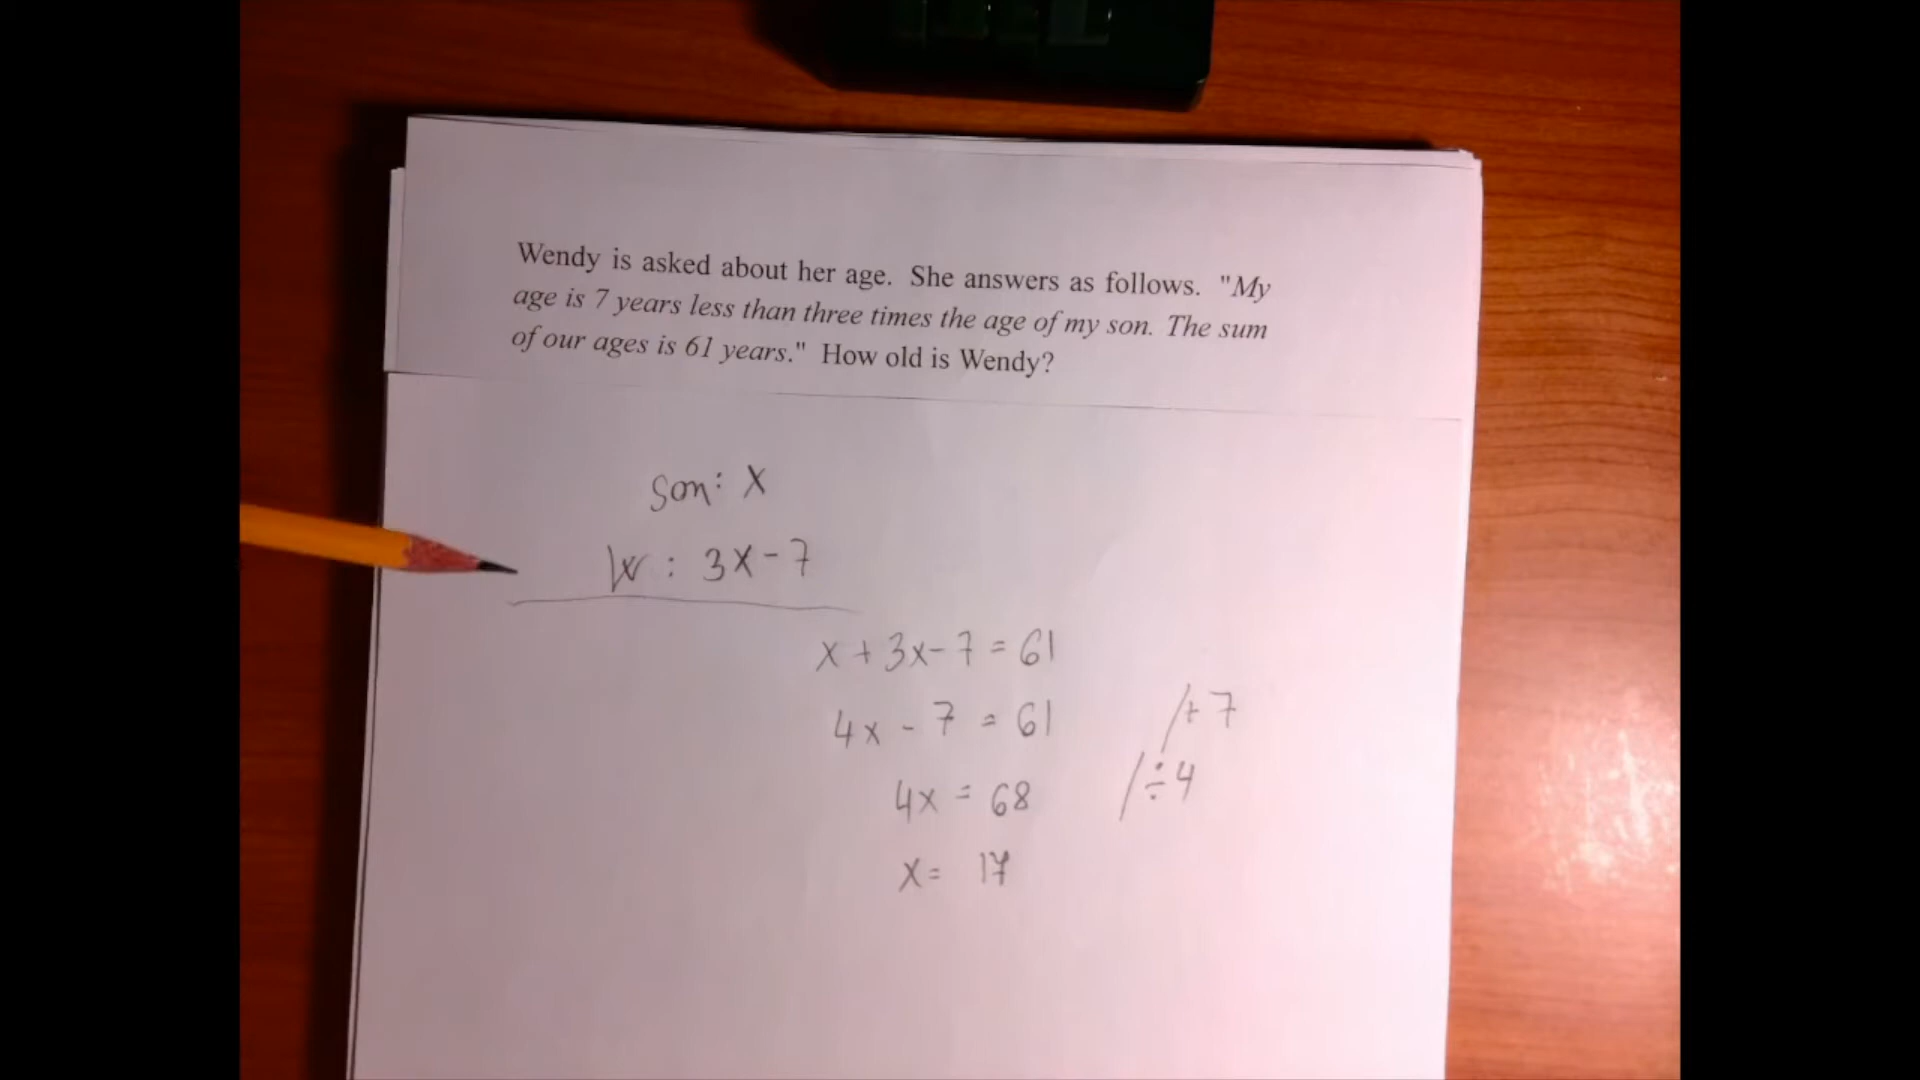 Wendy is asked about her age. She answers as follows. "My
age is 7 years less than three times the age of my son. The sum
of our ages is 61 years." How old is Wendy?
Son: X
W: 3X-7
x + 3x - 7 = 61
4x - 7 = 61 /+7
4x = 68 /÷4
x = 17